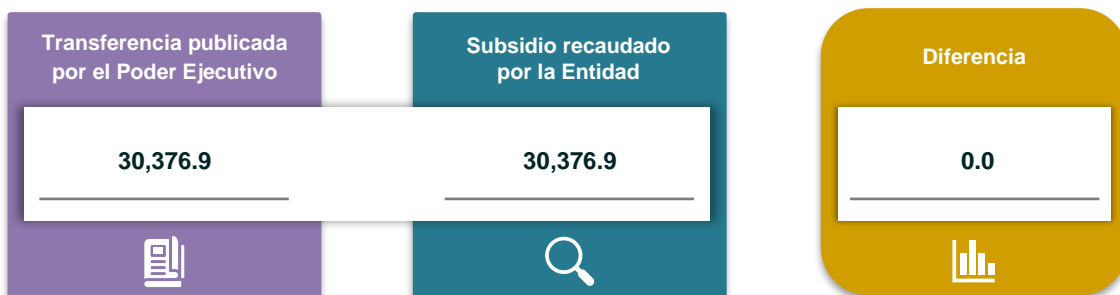 Transferencia publicada
por el Poder Ejecutivo
30,376.9
Subsidio recaudado
por la Entidad
30,376.9
Diferencia
0.0